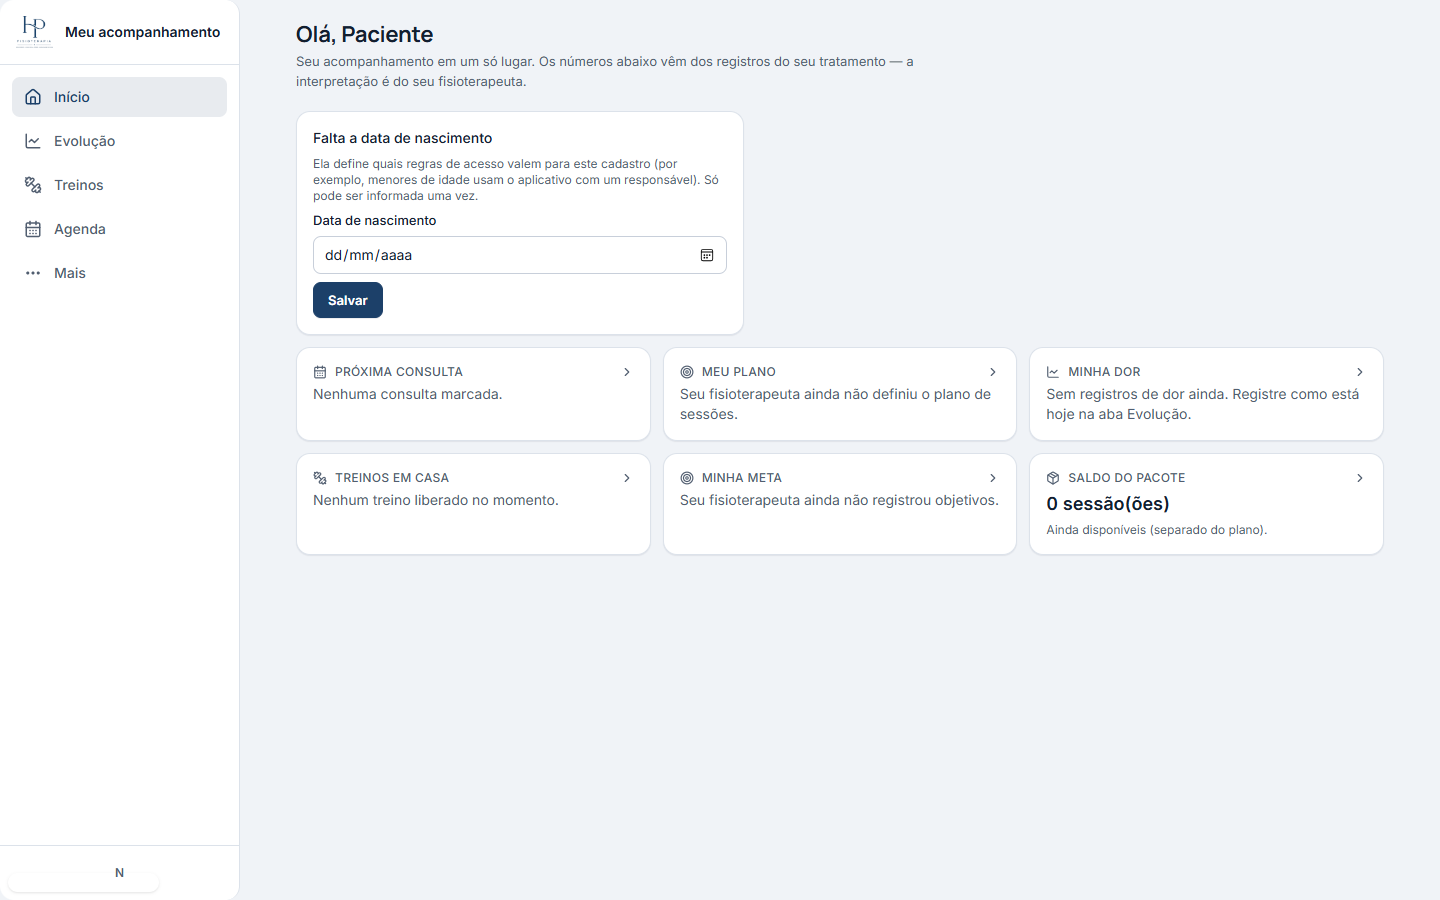 HP
FISIOTERAPIA
Meu acompanhamento
Início
Evolução
Treinos
Agenda
Mais
N
Olá, Paciente
Seu acompanhamento em um só lugar. Os números abaixo vêm dos registros do seu tratamento — a
interpretação é do seu fisioterapeuta.
Falta a data de nascimento
Ela define quais regras de acesso valem para este cadastro (por
exemplo, menores de idade usam o aplicativo com um responsável). Só
pode ser informada uma vez.
Data de nascimento
dd/mm/aaaa
Salvar
PRÓXIMA CONSULTA
Nenhuma consulta marcada.
MEU PLANO
Seu fisioterapeuta ainda não definiu o plano de
sessões.
MINHA DOR
Sem registros de dor ainda. Registre como está
hoje na aba Evolução.
TREINOS EM CASA
Nenhum treino liberado no momento.
MINHA META
Seu fisioterapeuta ainda não registrou objetivos.
SALDO DO PACOTE
0 sessão(ões)
Ainda disponíveis (separado do plano).